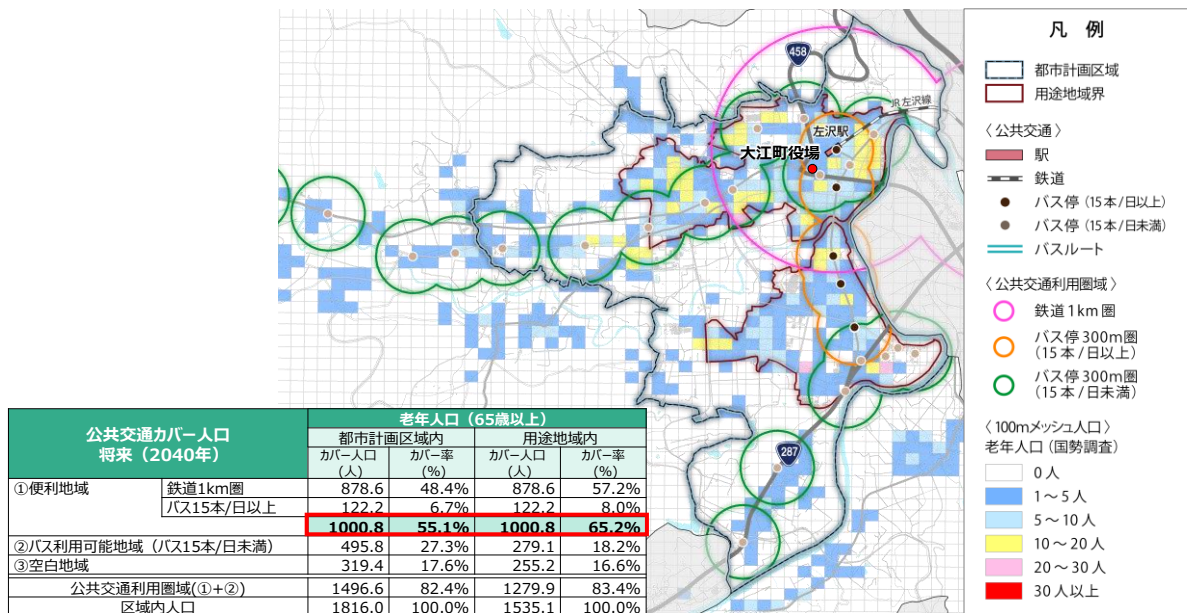 458
JR左沢線
左沢駅
大江町役場
287
凡 例
都市計画区域
用途地域界
〈 公共交通 〉
駅
鉄道
バス停（15本/日以上）
バス停（15本/日未満）
バスルート
〈 公共交通利用圏域 〉
鉄道1km圏
バス停 300m圏
（15本/日以上）
バス停 300m圏
（15本/日未満）
〈 100mメッシュ人口 〉
老年人口（国勢調査）
0人
1～5人
5～10人
10～20人
20～30人
30人以上
公共交通カバー人口
将来（2040年）
老年人口（65歳以上）
都市計画区域内 用途地域内
カバー人口（人） カバー率（%） カバー人口（人） カバー率（%）
①便利地域 鉄道1km圏 878.6 48.4% 878.6 57.2%
バス15本/日以上 122.2 6.7% 122.2 8.0%
1000.8 55.1% 1000.8 65.2%
②バス利用可能地域（バス15本/日未満） 495.8 27.3% 279.1 18.2%
③空白地域 319.4 17.6% 255.2 16.6%
公共交通利用圏域(①+②) 1496.6 82.4% 1279.9 83.4%
区域内人口 1816.0 100.0% 1535.1 100.0%